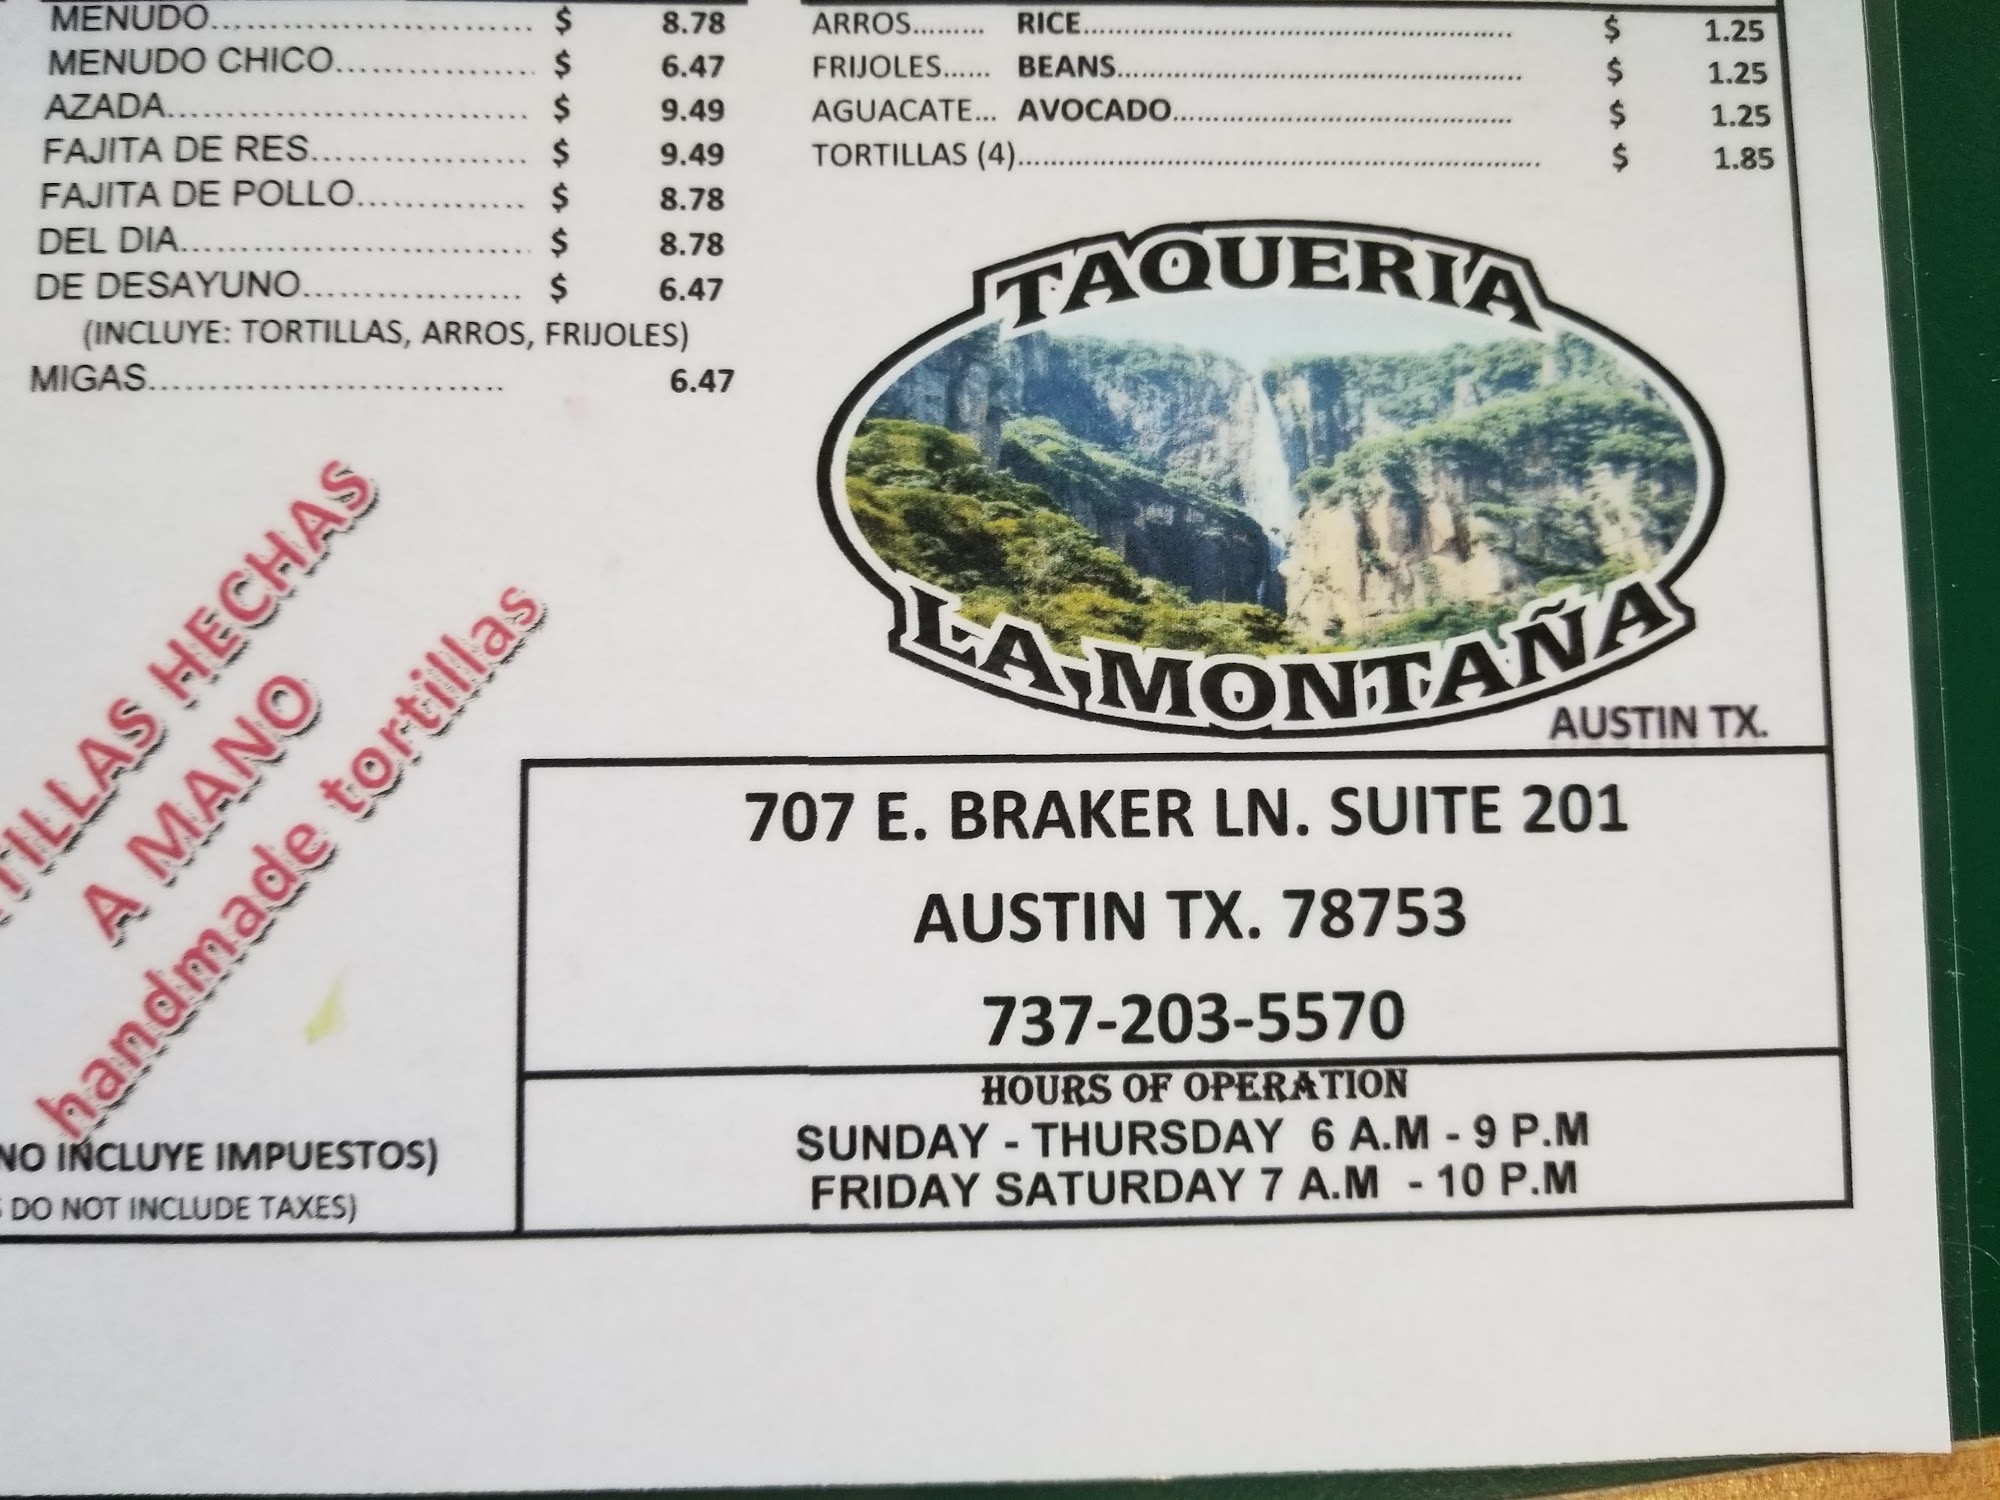 MENUDO.............................. $ 8.78
MENUDO CHICO.................. $ 6.47
AZADA.................................. $ 9.49
FAJITA DE RES.................... $ 9.49
FAJITA DE POLLO.............. $ 8.78
DEL DIA................................. $ 8.78
DE DESAYUNO.................. $ 6.47
(INCLUYE: TORTILLAS, ARROS, FRIJOLES)
MIGAS.............................. 6.47
ARROS......... RICE............................................................ $ 1.25
FRIJOLES...... BEANS......................................................... $ 1.25
AGUACATE... AVOCADO............................................... $ 1.25
TORTILLAS (4)......................................................................... $ 1.85
TAQUERIA
LA MONTAÑA
AUSTIN TX.
TILLAS HECHAS
A MANO
handmade tortillas
NO INCLUYE IMPUESTOS)
DO NOT INCLUDE TAXES)
707 E. BRAKER LN. SUITE 201
AUSTIN TX. 78753
737-203-5570
HOURS OF OPERATION
SUNDAY - THURSDAY 6 A.M - 9 P.M
FRIDAY SATURDAY 7 A.M - 10 P.M